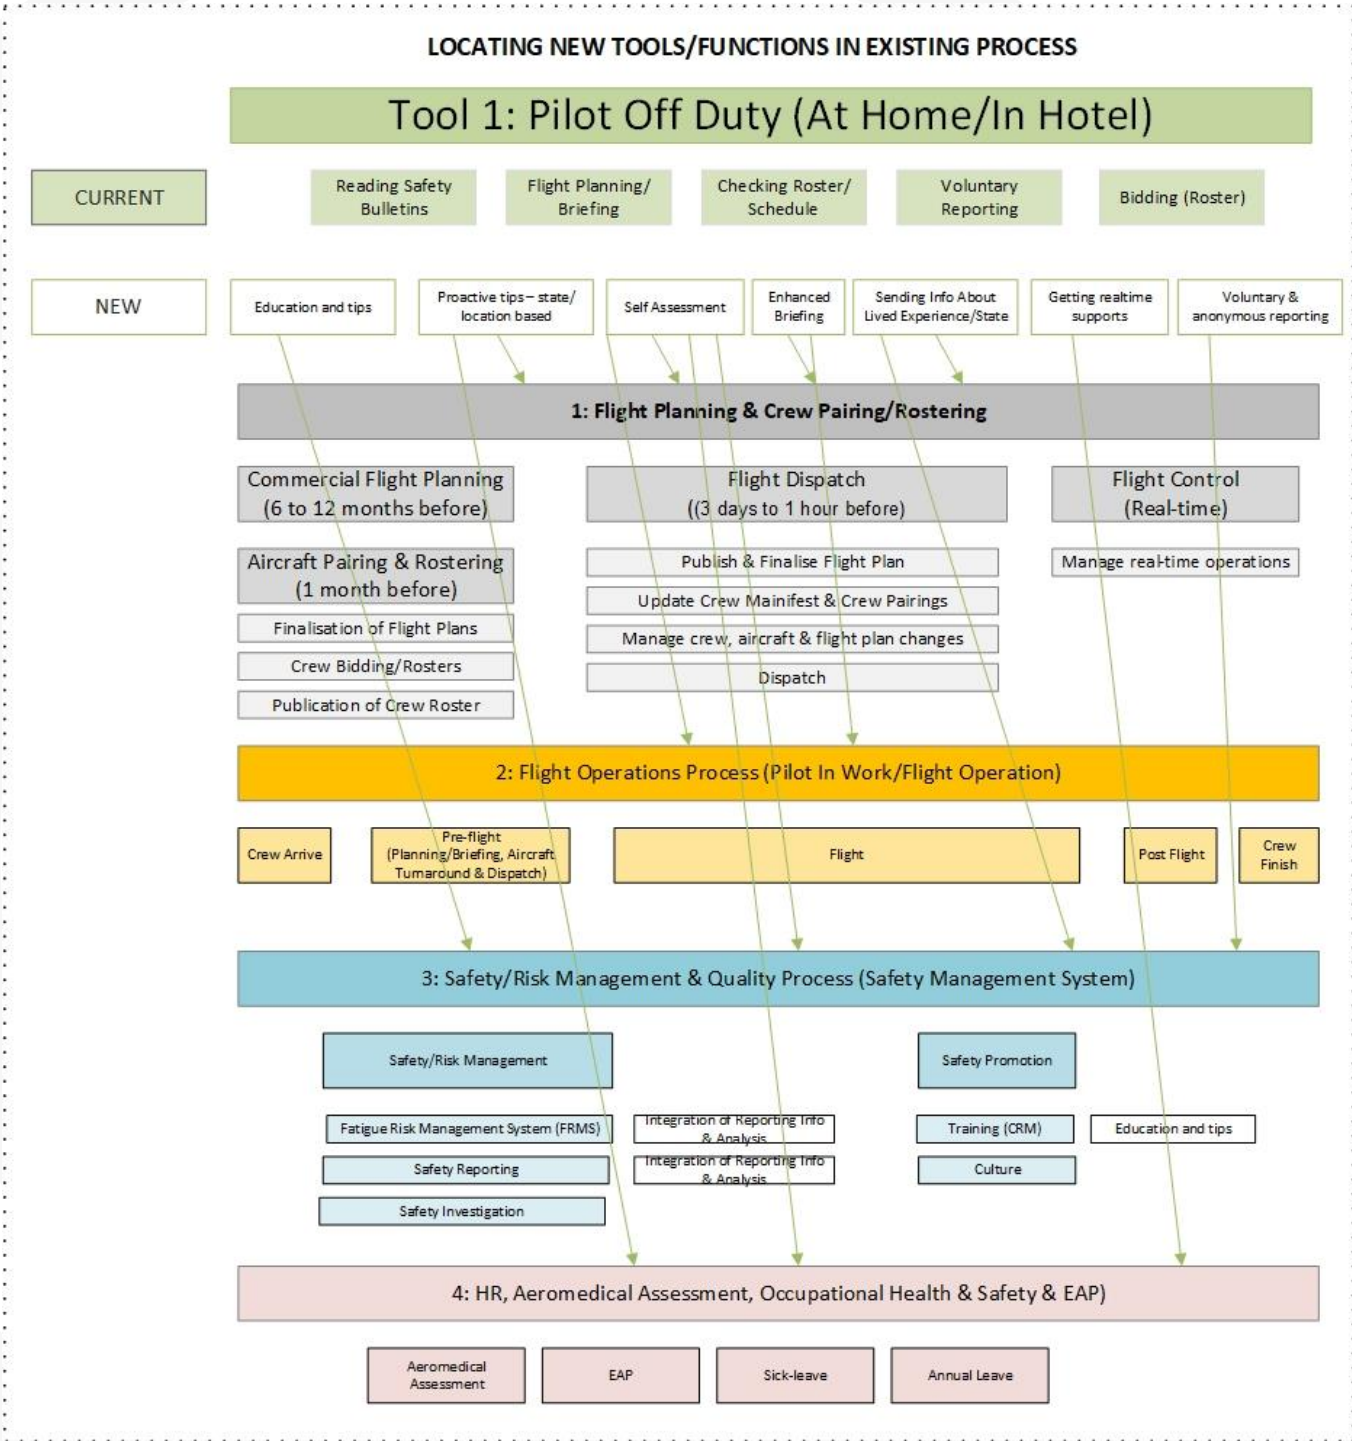 LOCATING NEW TOOLS/FUNCTIONS IN EXISTING PROCESS
Tool 1: Pilot Off Duty (At Home/In Hotel)
CURRENT
Reading Safety
Bulletins
Flight Planning/
Briefing
Checking Roster/
Schedule
Voluntary
Reporting
Bidding (Roster)
NEW
Education and tips
Proactive tips – state/
location based
Self Assessment
Enhanced
Briefing
Sending Info About
Lived Experience/State
Getting realtime
supports
Voluntary &
anonymous reporting
1: Flight Planning & Crew Pairing/Rostering
Commercial Flight Planning
(6 to 12 months before)
Aircraft Pairing & Rostering
(1 month before)
Finalisation of Flight Plans
Crew Bidding/Rosters
Publication of Crew Roster
Flight Dispatch
((3 days to 1 hour before)
Publish & Finalise Flight Plan
Update Crew Mainifest & Crew Pairings
Manage crew, aircraft & flight plan changes
Dispatch
Flight Control
(Real-time)
Manage real-time operations
2: Flight Operations Process (Pilot In Work/Flight Operation)
Crew Arrive
Pre-flight
(Planning/Briefing, Aircraft
Turnaround & Dispatch)
Flight
Post Flight
Crew
Finish
3: Safety/Risk Management & Quality Process (Safety Management System)
Safety/Risk Management
Fatigue Risk Management System (FRMS)
Safety Reporting
Safety Investigation
Integration of Reporting Info
& Analysis
Integration of Reporting Info
& Analysis
Safety Promotion
Training (CRM)
Culture
Education and tips
4: HR, Aeromedical Assessment, Occupational Health & Safety & EAP)
Aeromedical
Assessment
EAP
Sick-leave
Annual Leave